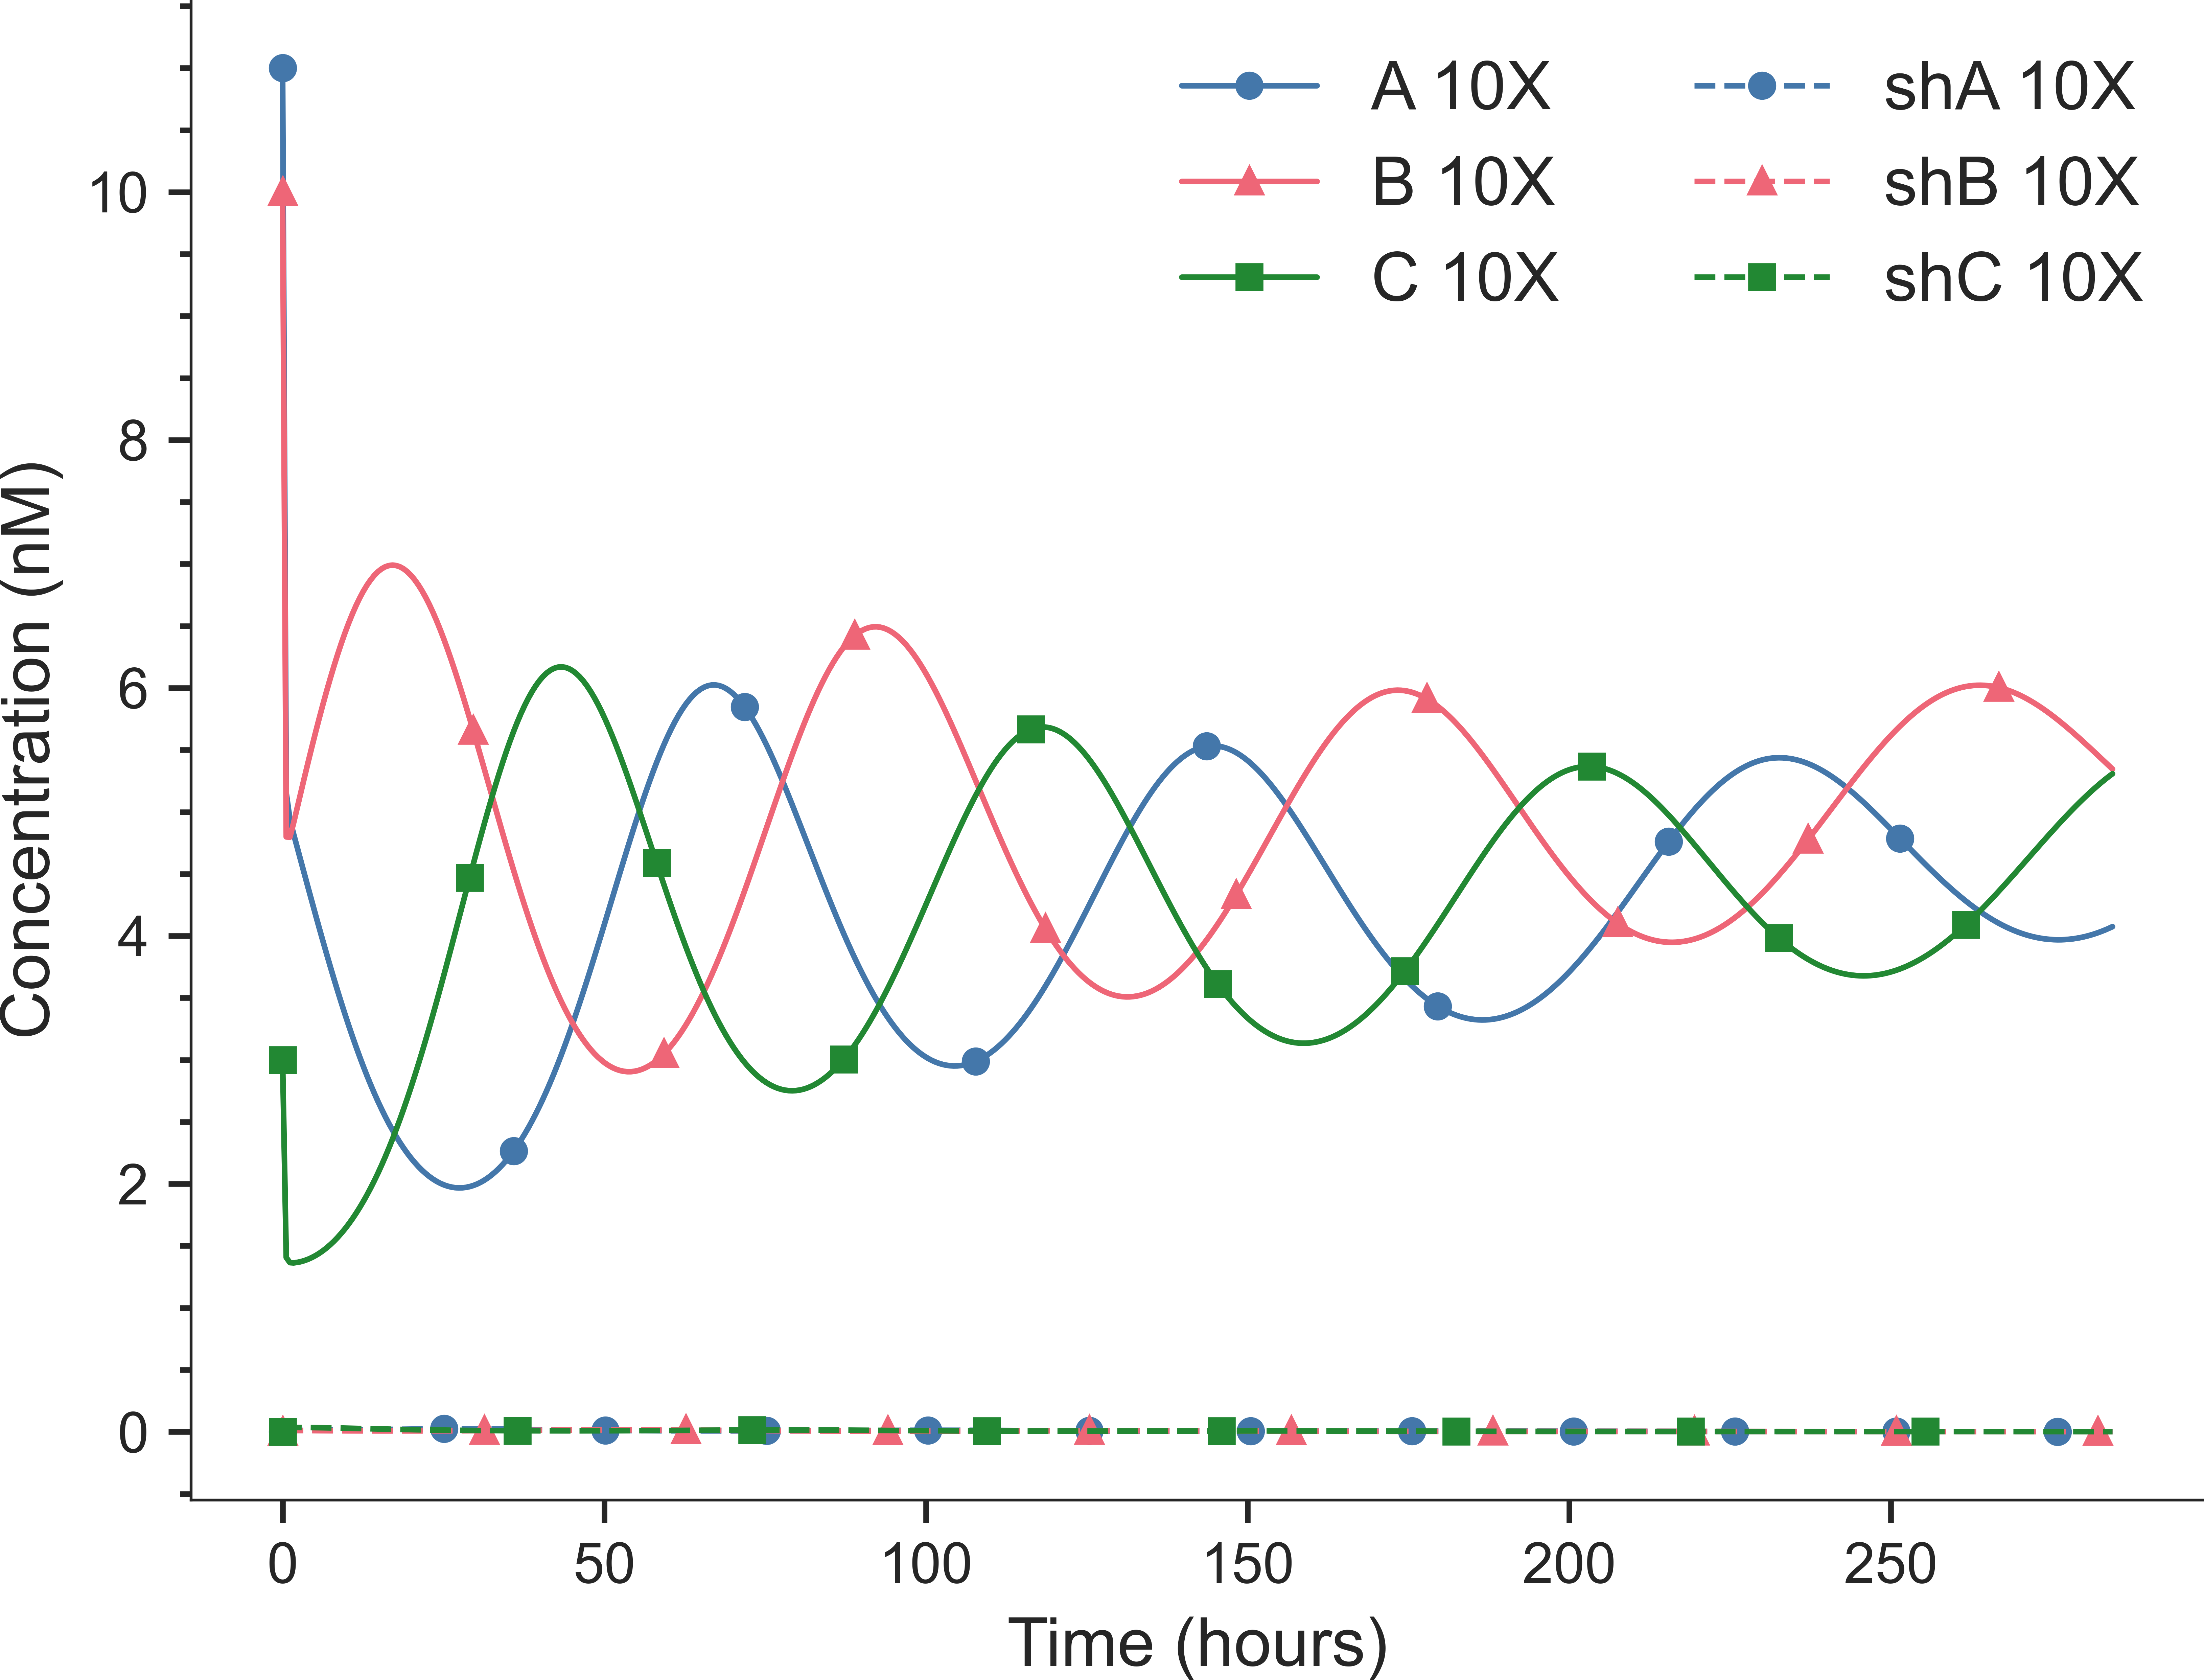 A 10X
shA 10X
B 10X
shB 10X
C 10X
shC 10X
Concentration (nM)
10
8
6
4
2
0
0 50 100 150 200 250
Time (hours)